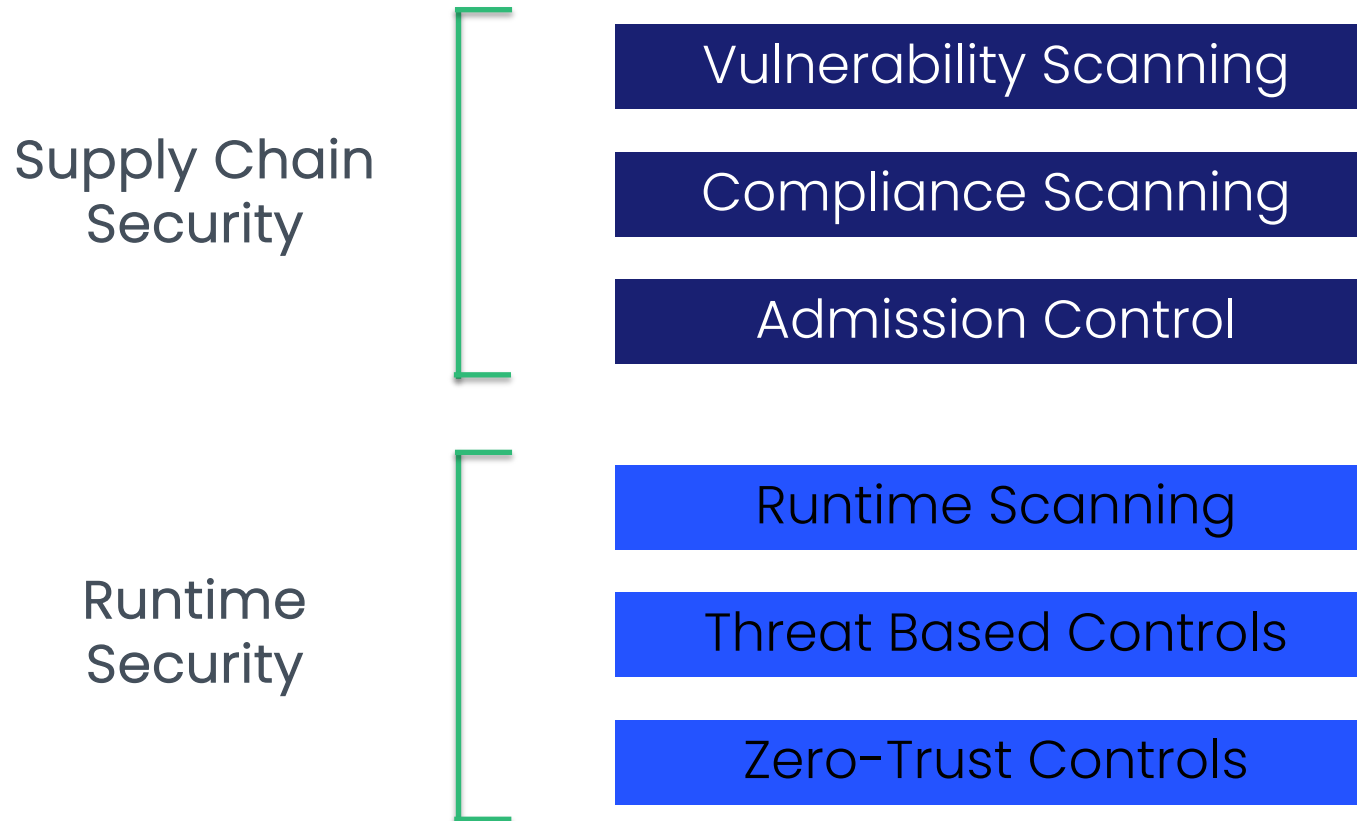 Supply Chain
Security
Vulnerability Scanning
Compliance Scanning
Admission Control
Runtime
Security
Runtime Scanning
Threat Based Controls
Zero-Trust Controls